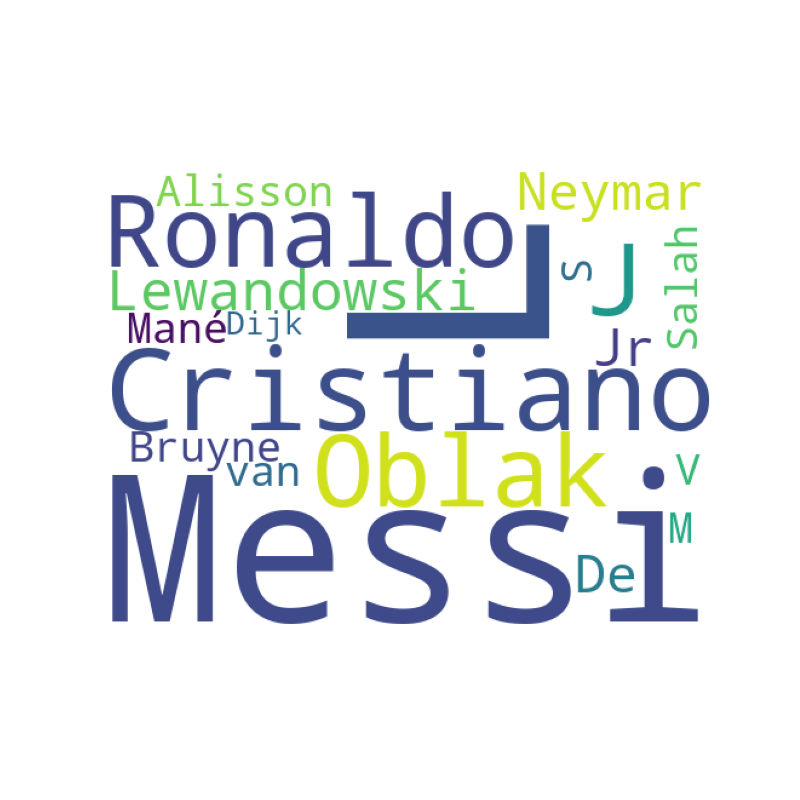 Alisson
Neymar
Ronaldo
L
S
J
Salah
Lewandowski
Mané
Dijk
Jr
Cristiano
Bruyne
van
Oblak
V
M
Messi
De